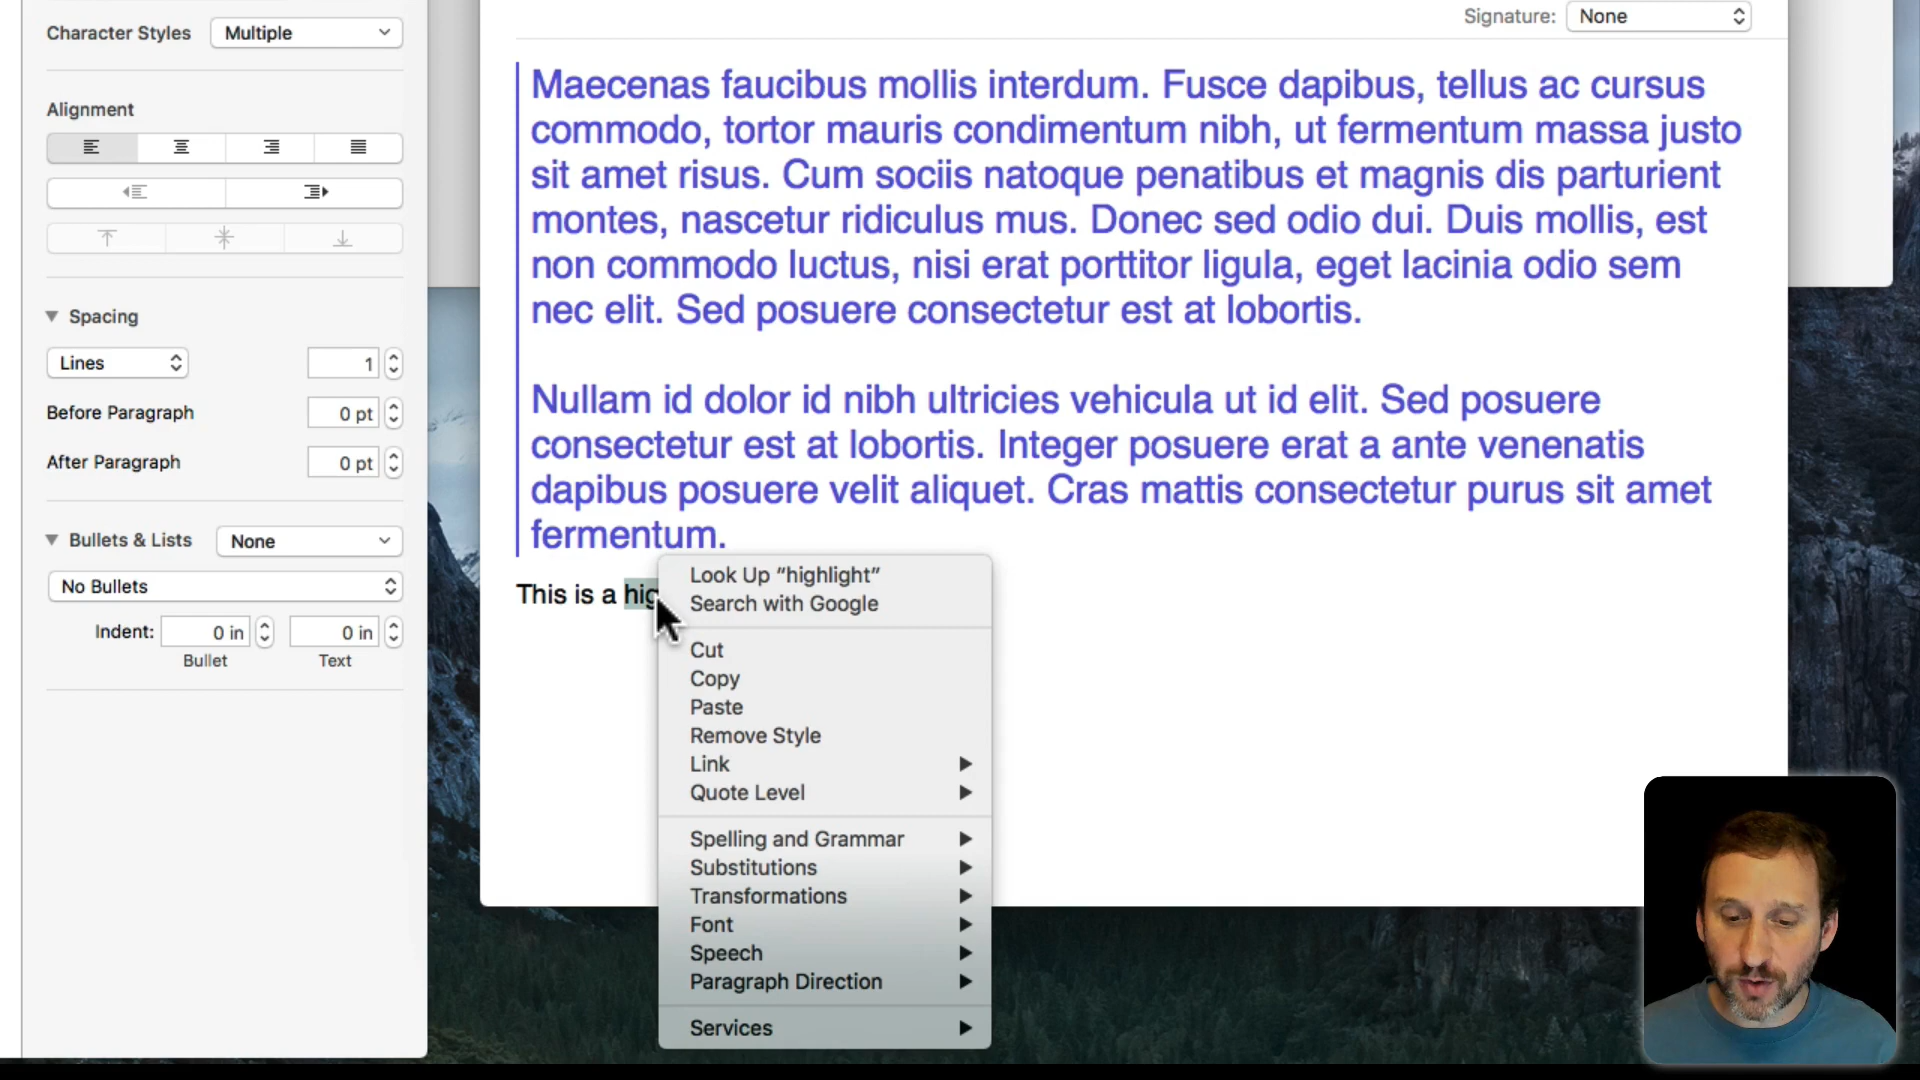 Character Styles Multiple
Alignment
Spacing
Lines 1
Before Paragraph 0 pt
After Paragraph 0 pt
Bullets & Lists None
No Bullets
Indent: 0 in 0 in
Bullet Text
Signature: None
Maecenas faucibus mollis interdum. Fusce dapibus, tellus ac cursus
commodo, tortor mauris condimentum nibh, ut fermentum massa justo
sit amet risus. Cum sociis natoque penatibus et magnis dis parturient
montes, nascetur ridiculus mus. Donec sed odio dui. Duis mollis, est
non commodo luctus, nisi erat porttitor ligula, eget lacinia odio sem
nec elit. Sed posuere consectetur est at lobortis.
Nullam id dolor id nibh ultricies vehicula ut id elit. Sed posuere
consectetur est at lobortis. Integer posuere erat a ante venenatis
dapibus posuere velit aliquet. Cras mattis consectetur purus sit amet
fermentum.
This is a hig
Look Up “highlight”
Search with Google
Cut
Copy
Paste
Remove Style
Link
Quote Level
Spelling and Grammar
Substitutions
Transformations
Font
Speech
Paragraph Direction
Services